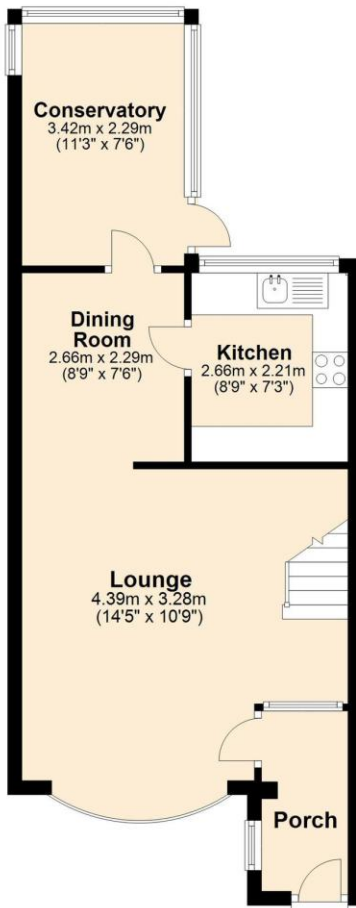 Conservatory
3.42m x 2.29m
(11'3" x 7'6")
Dining
Room
2.66m x 2.29m
(8'9" x 7'6")
Kitchen
2.66m x 2.21m
(8'9" x 7'3")
Lounge
4.39m x 3.28m
(14'5" x 10'9")
Porch